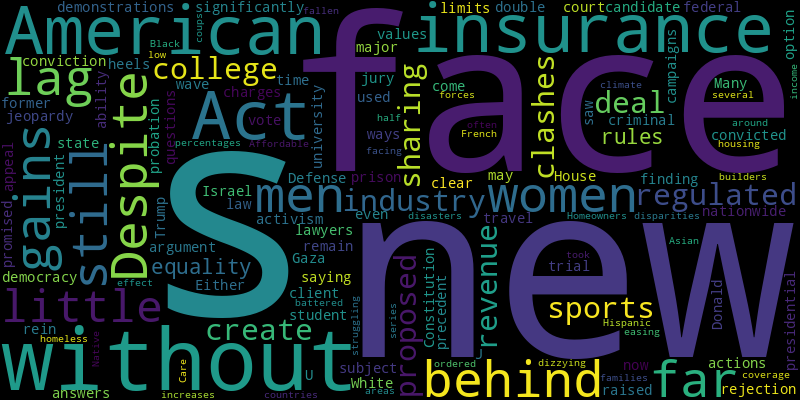 demonstrations
significantly
limits
double
court
candidate
federal
coups
fallen
American
face
insurance
option
Black
low
values
lag
conviction
heels
wave
college
time
major
jury
used
sharing
come
forces
clashes
campaigns
climate
Many
several
income
former
jeopardy
ability
Despite
probation
questions
Act
charges
vote
percentages
Affordable
university
half
ways
facing
often
French
saw
deal
rules
criminal
convicted
around
housing
builders
gains
still
state
president
promised
appeal
S
Israel
law
men
Defense
prison
industry
clear
may
women
House
finding
regulated
nationwide
Trump
activism
lawyers
even
disasters
travel
Homeowners
disparities
argument
remain
Gaza
new
equality
Either
saying
democracy
effect
client
battered
student
revenue
Constitution
precedent
proposed
took
trial
Asian
Donald
presidential
little
rein
create
struggling
series
sports
Hispanic
easing
homeless
Native
without
Care
increases
U
countries
subject
White
areas
behind
ordered
dizzying
families
now
raised
far
actions
coverage
rejection
answers